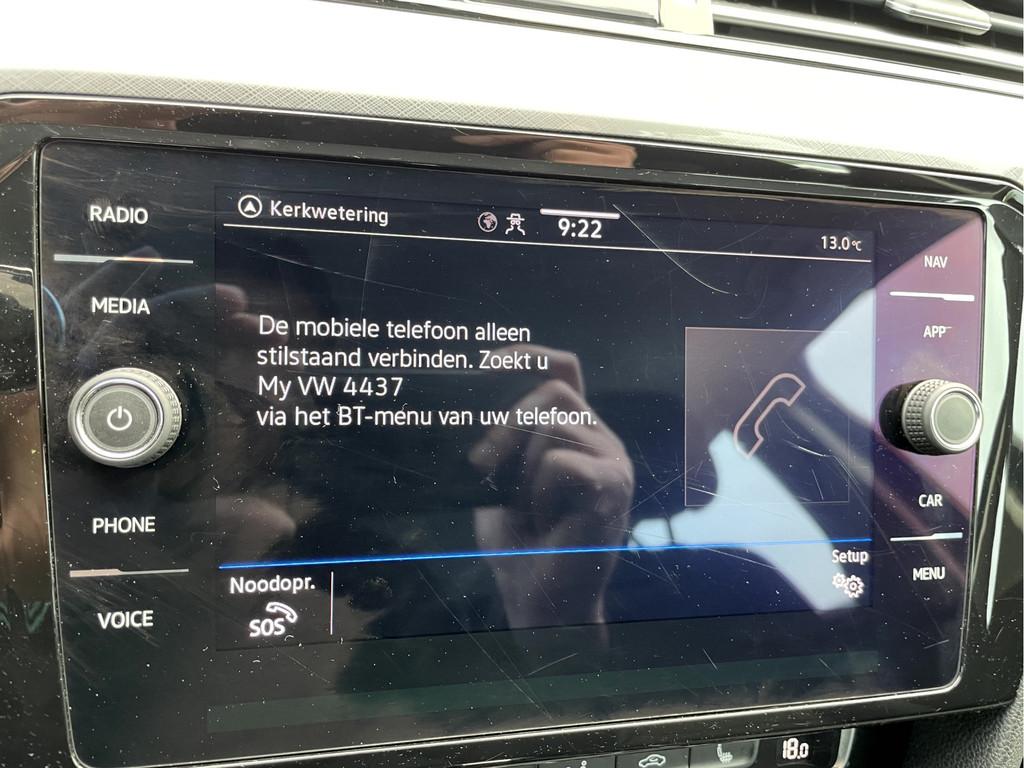 RADIO
MEDIA
PHONE
VOICE
Kerkwetering
9:22
13.0°C
De mobiele telefoon alleen
stilstaand verbinden. Zoekt u
My VW 4437
via het BT-menu van uw telefoon.
Noodopr.
SOS
Setup
NAV
APP
CAR
MENU
18.0